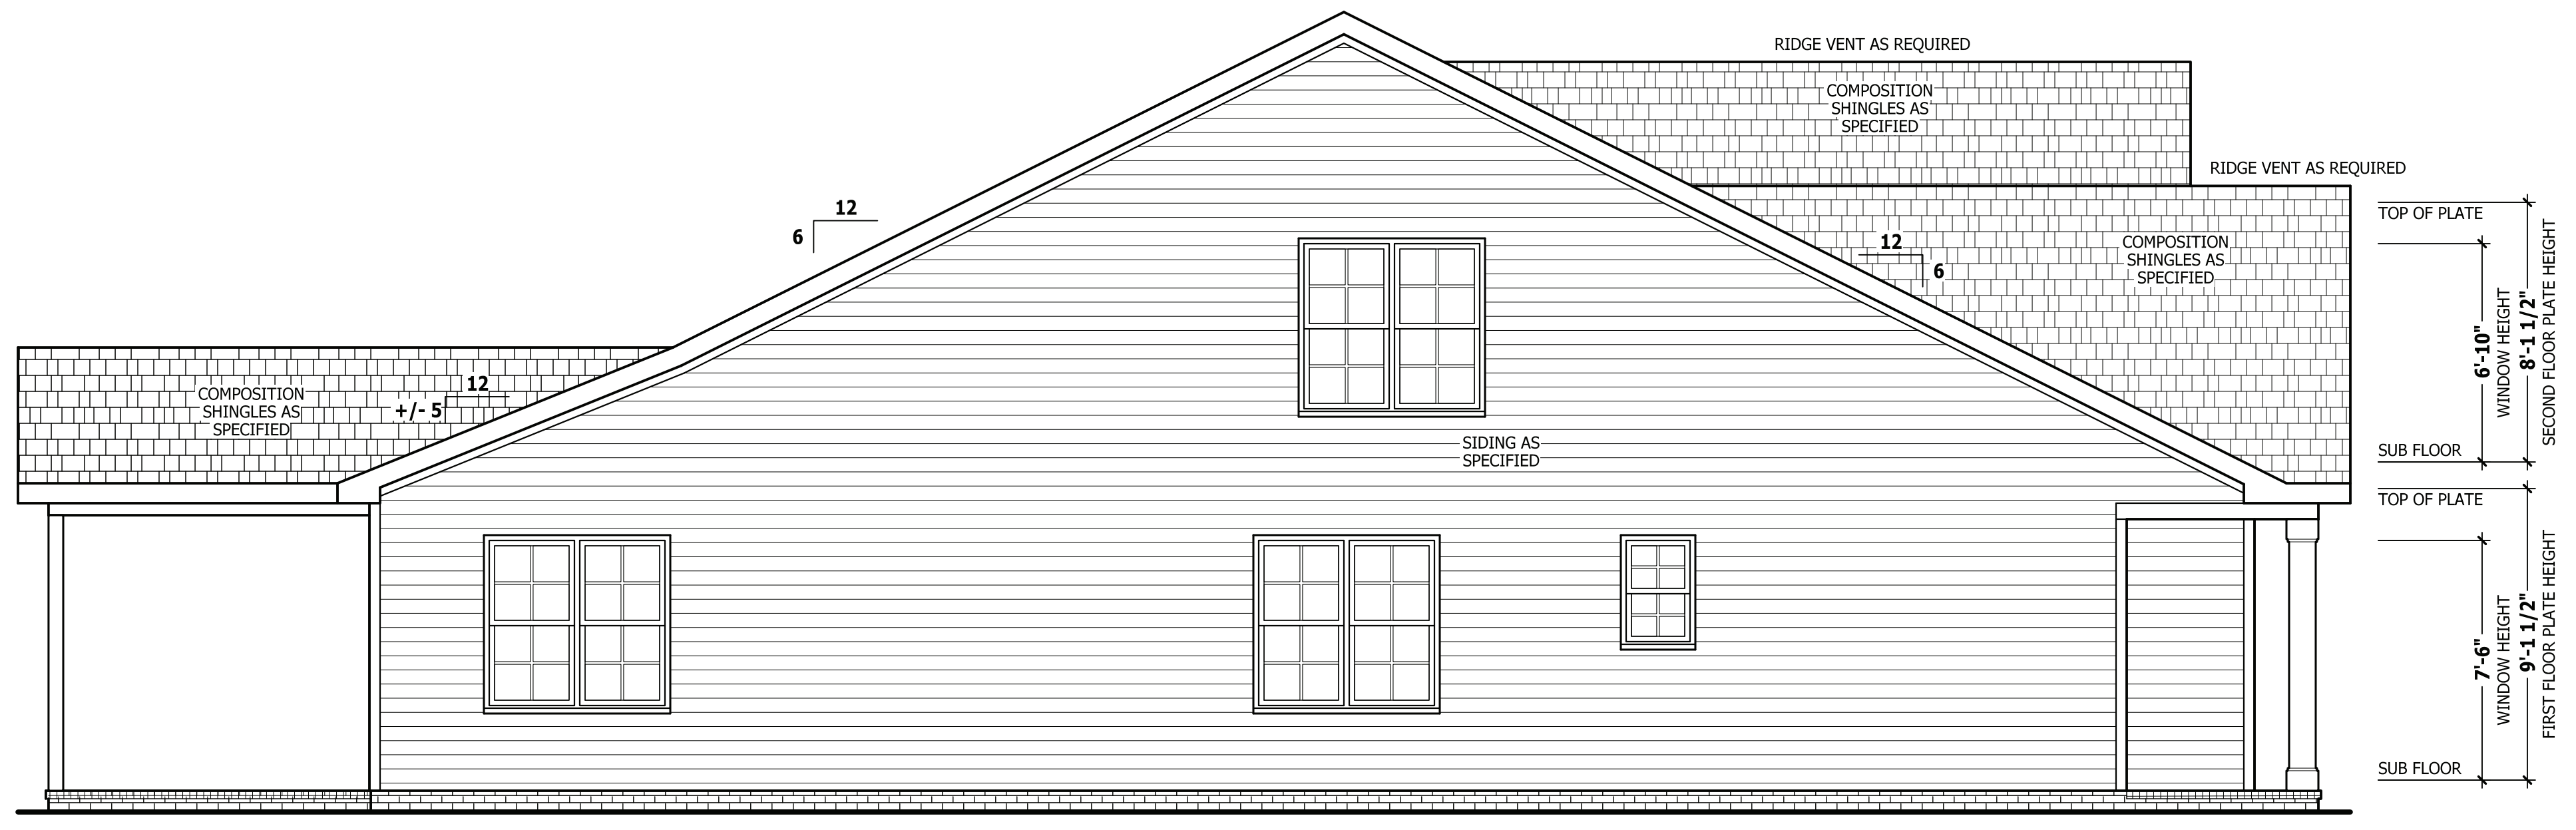 RIDGE VENT AS REQUIRED
COMPOSITION
SHINGLES AS
SPECIFIED
RIDGE VENT AS REQUIRED
12
6
TOP OF PLATE
12
6
COMPOSITION
SHINGLES AS
SPECIFIED
6'-10"
WINDOW HEIGHT
8'-1 1/2"
SECOND FLOOR PLATE HEIGHT
COMPOSITION
SHINGLES AS
SPECIFIED
12
+/- 5
SIDING AS
SPECIFIED
SUB FLOOR
TOP OF PLATE
7'-6"
WINDOW HEIGHT
9'-1 1/2"
FIRST FLOOR PLATE HEIGHT
SUB FLOOR